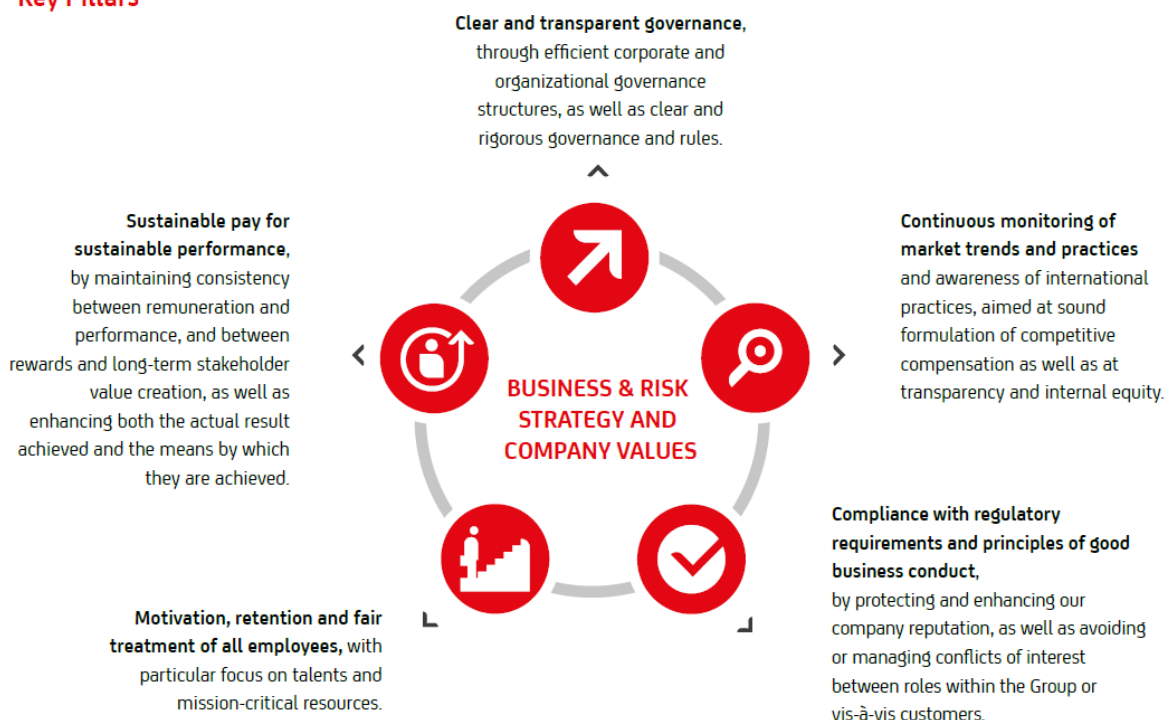 Key Pillars
Clear and transparent governance,
through efficient corporate and
organizational governance
structures, as well as clear and
rigorous governance and rules.
Sustainable pay for
sustainable performance,
by maintaining consistency
between remuneration and
performance, and between
rewards and long-term stakeholder
value creation, as well as
enhancing both the actual result
achieved and the means by which
they are achieved.
Continuous monitoring of
market trends and practices
and awareness of international
practices, aimed at sound
formulation of competitive
compensation as well as at
transparency and internal equity.
BUSINESS & RISK
STRATEGY AND
COMPANY VALUES
Motivation, retention and fair
treatment of all employees, with
particular focus on talents and
mission-critical resources.
Compliance with regulatory
requirements and principles of good
business conduct,
by protecting and enhancing our
company reputation, as well as avoiding
or managing conflicts of interest
between roles within the Group or
vis-à-vis customers.